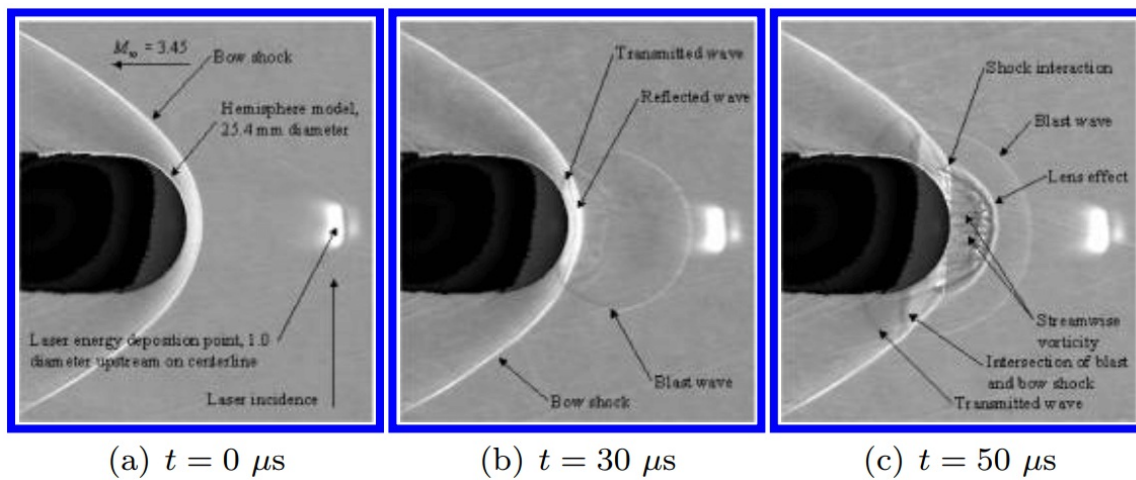 M∞ = 3.45
Bow shock
Hemisphere model,
25.4 mm diameter
Laser energy deposition point, 1.0
diameter upstream on centerline
Laser incidence
Transmitted wave
Reflected wave
Blast wave
Bow shock
Shock interaction
Blast wave
Lens effect
Streamwise
vorticity
Intersection of blast
and bow shock
Transmitted wave
(a) t = 0 μs
(b) t = 30 μs
(c) t = 50 μs